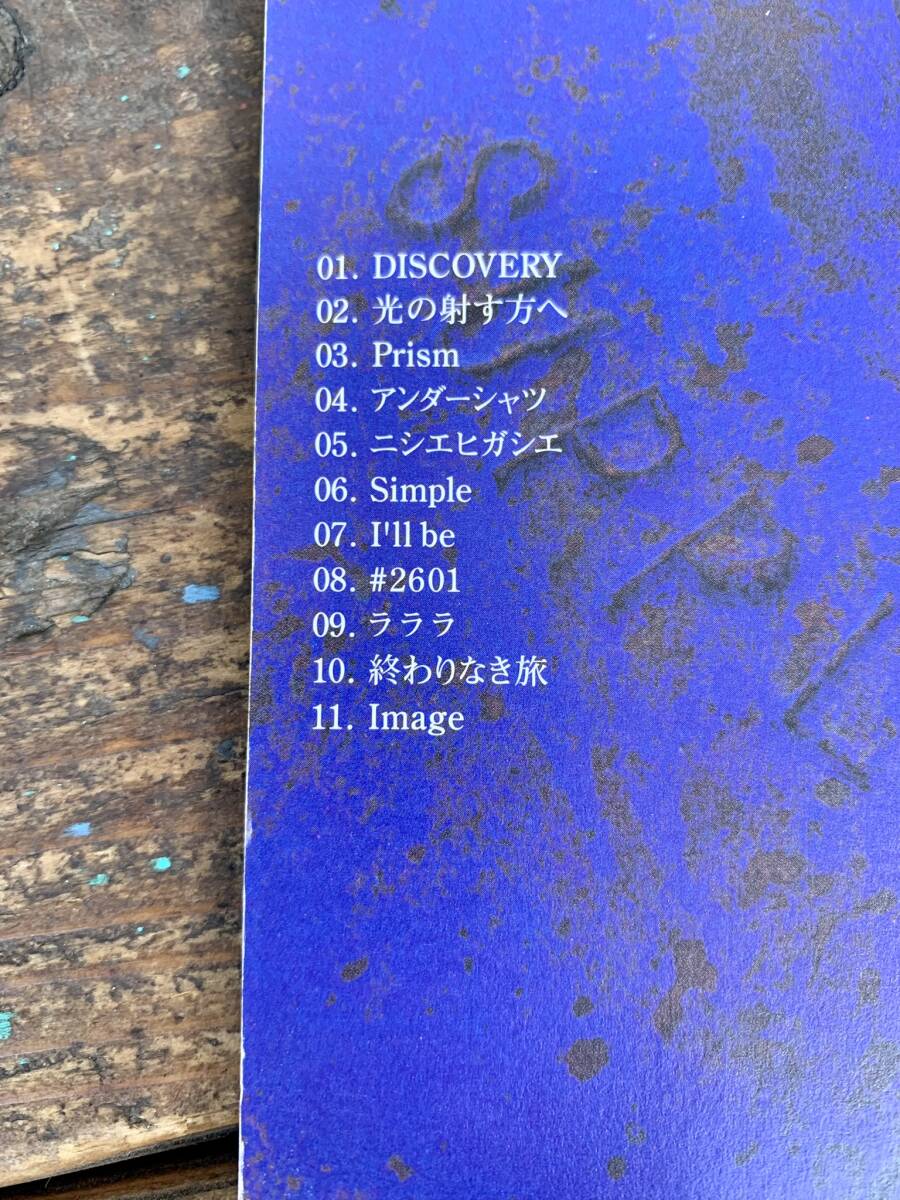 01. DISCOVERY
02. 光の射す方へ
03. Prism
04. アンダーシャツ
05. ニシエヒガシエ
06. Simple
07. I'll be
08. #2601
09. ラララ
10. 終わりなき旅
11. Image